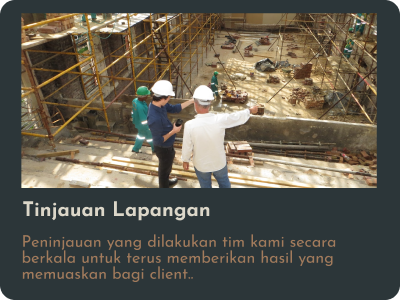 Tinjauan Lapangan
Peninjauan yang dilakukan tim kami secara
berkala untuk terus memberikan hasil yang
memuaskan bagi client..